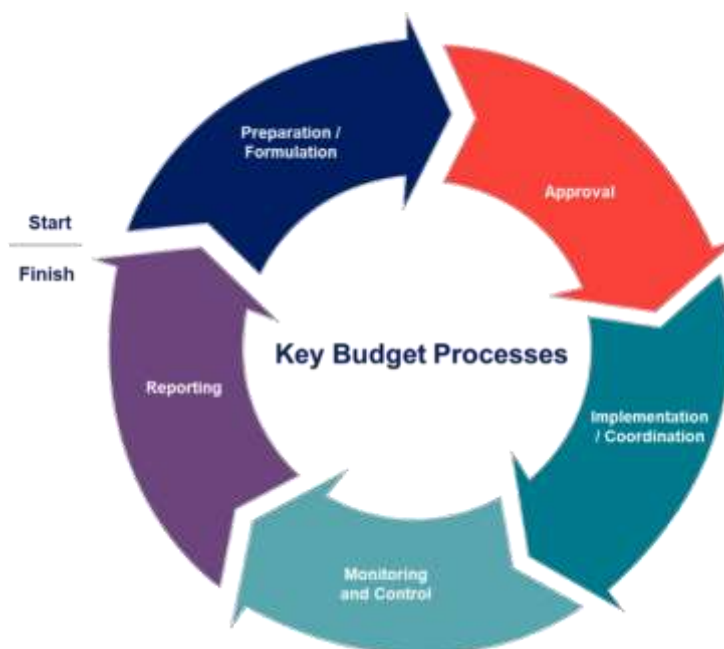 Preparation /
Formulation
Approval
Start
Finish
Key Budget Processes
Reporting
Implementation
/ Coordination
Monitoring
and Control